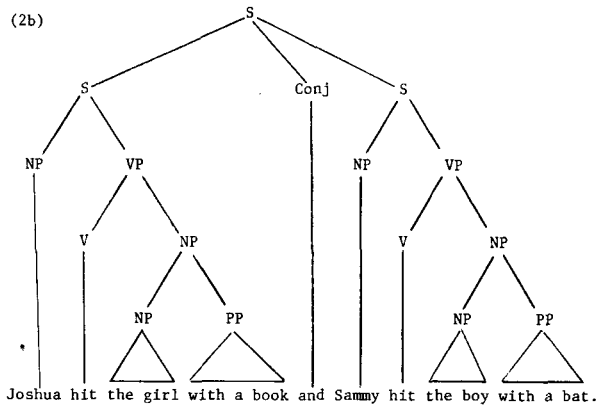 (2b)
S
S Conj S
NP VP NP VP
V NP V NP
NP PP NP PP
Joshua hit the girl with a book and Sammy hit the boy with a bat.